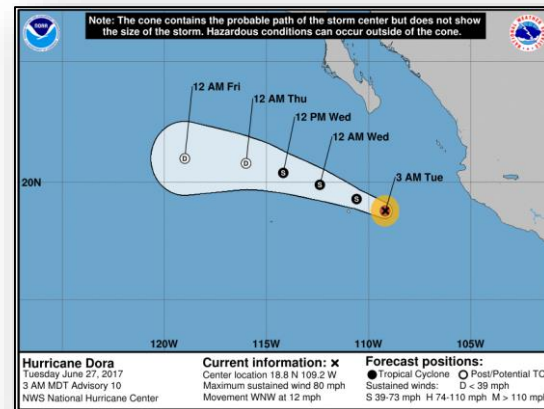 Note: The cone contains the probable path of the storm center but does not show
the size of the storm. Hazardous conditions can occur outside of the cone.
NOAA
12 AM Fri
12 AM Thu
12 PM Wed
12 AM Wed
3 AM Tue
D
D
S
S
S
20N
120W
115W
110W
105W
Hurricane Dora
Tuesday June 27, 2017
3 AM MDT Advisory 10
NWS National Hurricane Center
Current information: x
Center location 18.8 N 109.2 W
Maximum sustained wind 80 mph
Movement WNW at 12 mph
Forecast positions:
Tropical Cyclone Post/Potential TC
Sustained winds: D < 39 mph
S 39-73 mph H 74-110 mph M > 110 mph